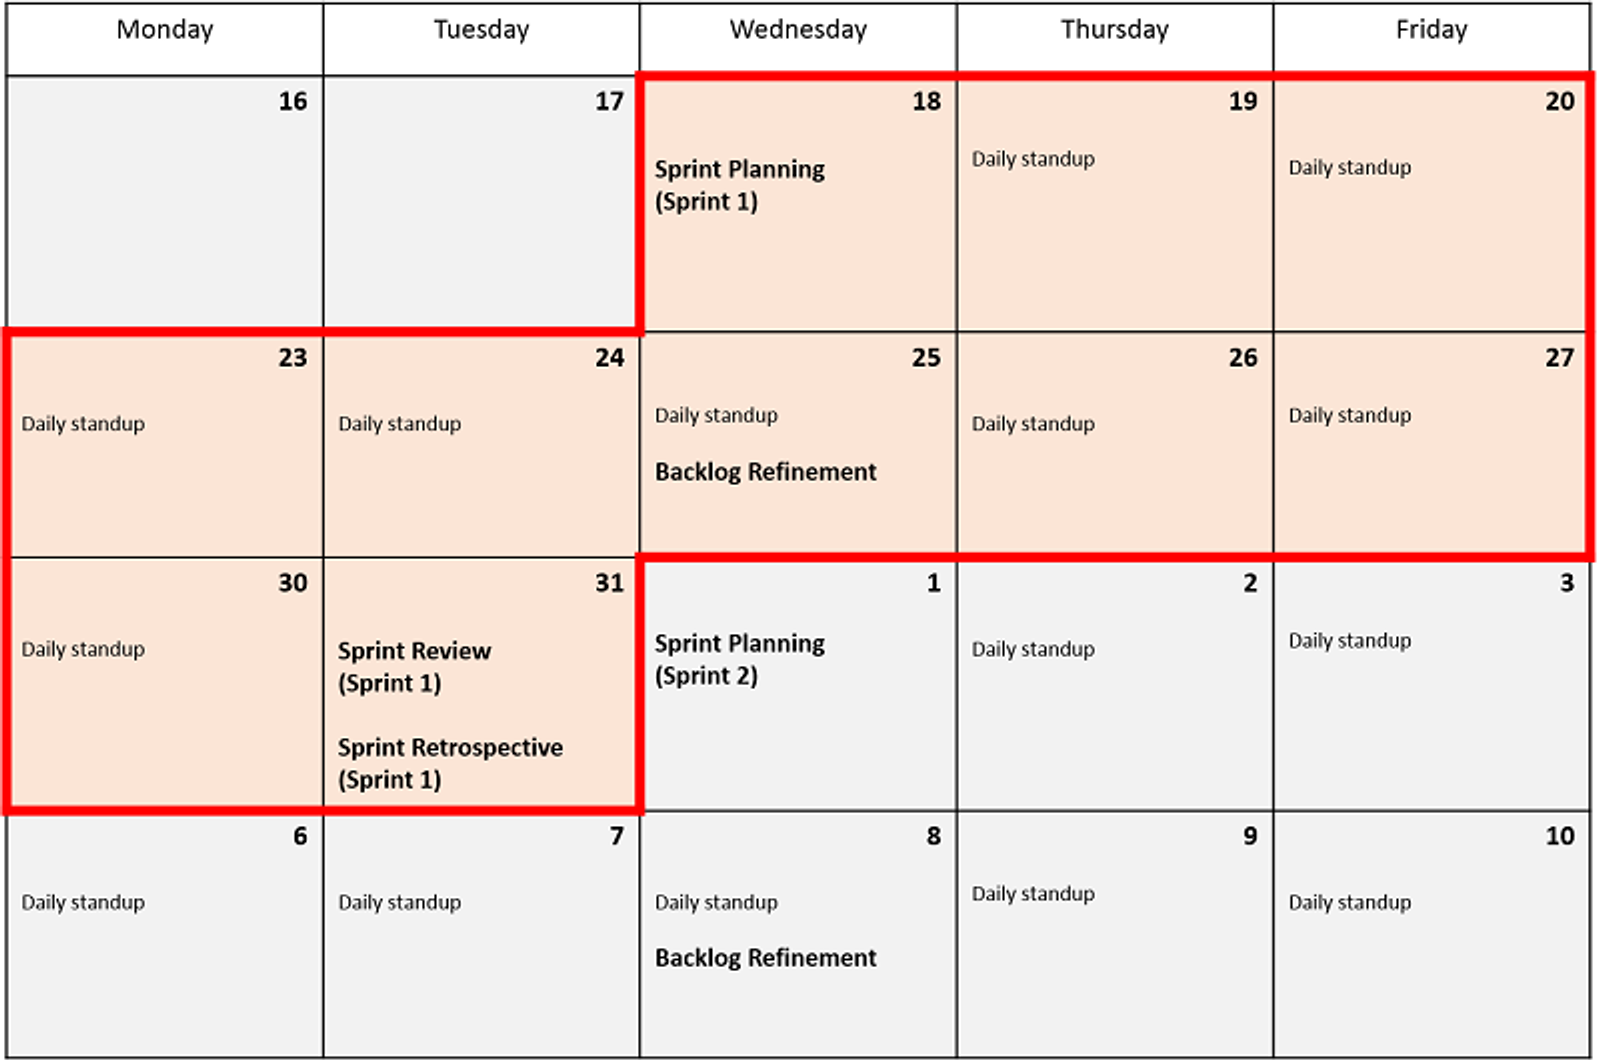 Monday
Tuesday
Wednesday
Thursday
Friday
16
17
18
Sprint Planning
(Sprint 1)
19
Daily standup
20
Daily standup
23
Daily standup
24
Daily standup
25
Daily standup
Backlog Refinement
26
Daily standup
27
Daily standup
30
Daily standup
31
Sprint Review
(Sprint 1)
Sprint Retrospective
(Sprint 1)
1
Sprint Planning
(Sprint 2)
2
Daily standup
3
Daily standup
6
Daily standup
7
Daily standup
8
Daily standup
Backlog Refinement
9
Daily standup
10
Daily standup